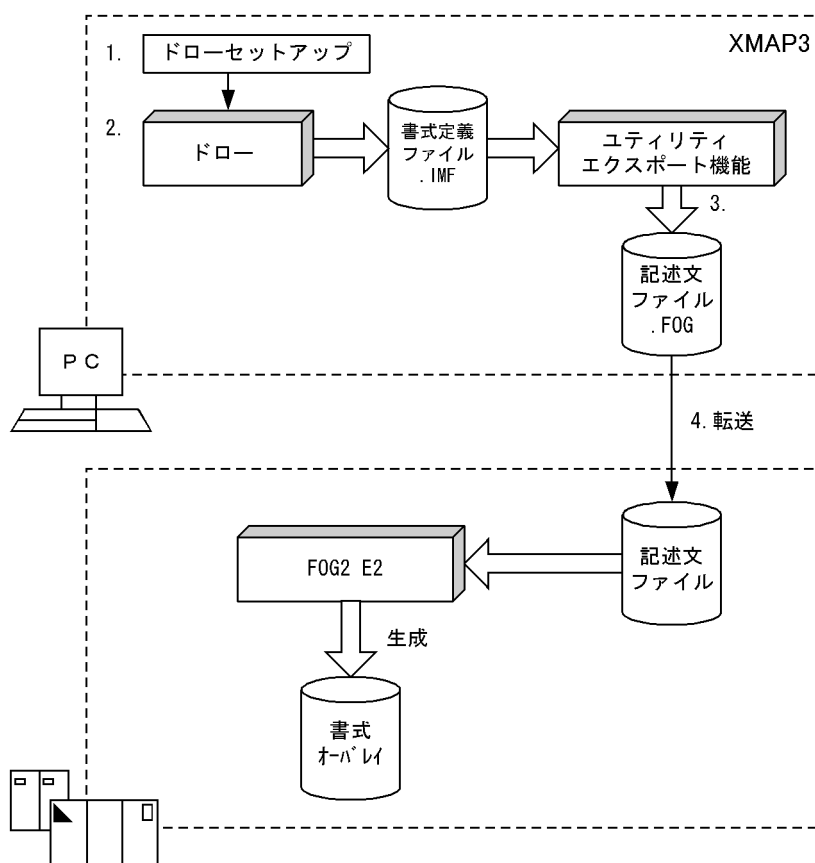 XMAP3
1. ドローセットアップ
2. ドロー
書式定義
ファイル
.IMF
ユティリティ
エクスポート機能
3.
記述文
ファイル
.FOG
PC
4.転送
記述文
ファイル
FOG2 E2
生成
書式
オーバレイ